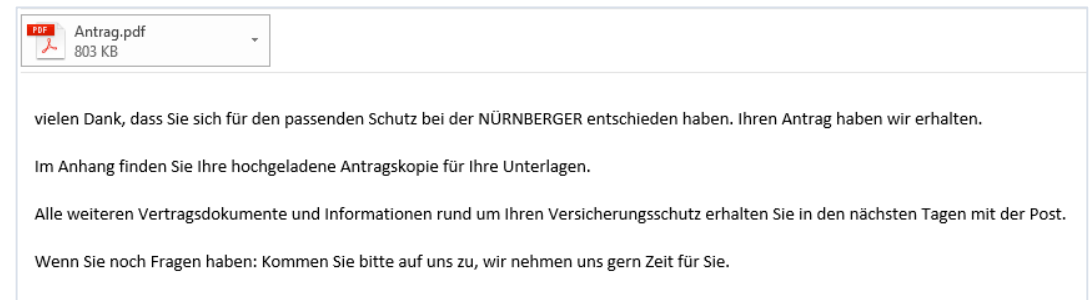 PDF
Antrag.pdf
803 KB
vielen Dank, dass Sie sich für den passenden Schutz bei der NÜRNBERGER entschieden haben. Ihren Antrag haben wir erhalten.
Im Anhang finden Sie Ihre hochgeladene Antragskopie für Ihre Unterlagen.
Alle weiteren Vertragsdokumente und Informationen rund um Ihren Versicherungsschutz erhalten Sie in den nächsten Tagen mit der Post.
Wenn Sie noch Fragen haben: Kommen Sie bitte auf uns zu, wir nehmen uns gern Zeit für Sie.